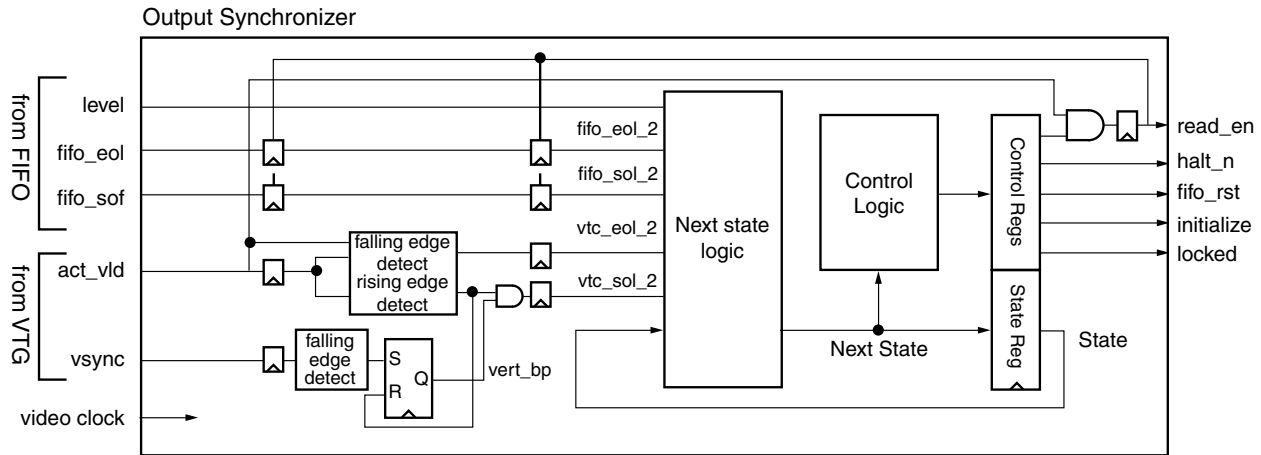 Output Synchronizer
from FIFO
level
fifo_eol
fifo_sof
from VTG
act_vld
vsync
video clock
falling edge
detect
rising edge
detect
falling
edge
detect
S
R
Q
vert_bp
fifo_eol_2
fifo_sol_2
vtc_eol_2
vtc_sol_2
Next state
logic
Control
Logic
Next State
Control Regs
State Reg
State
read_en
halt_n
fifo_rst
initialize
locked